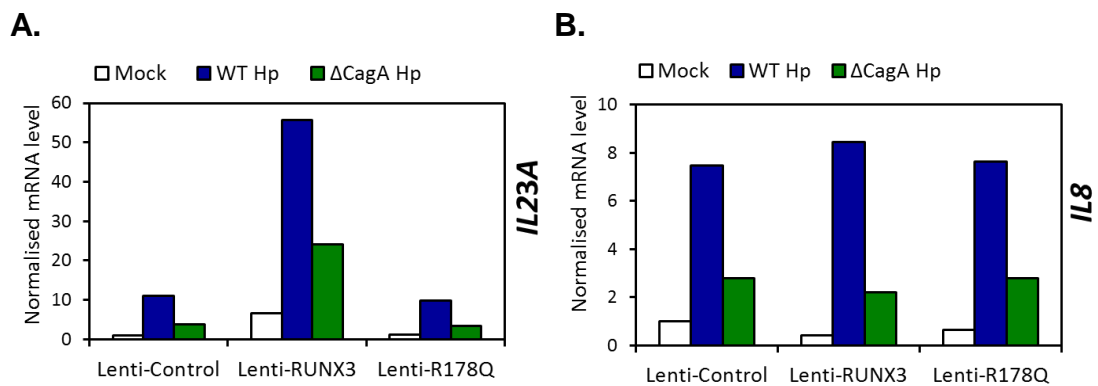 A.
Mock WT Hp ΔCagA Hp
Normalised mRNA level
60
50
40
30
20
10
0
Lenti-Control Lenti-RUNX3 Lenti-R178Q
IL23A
B.
Mock WT Hp ΔCagA Hp
Normalised mRNA level
10
8
6
4
2
0
Lenti-Control Lenti-RUNX3 Lenti-R178Q
IL8